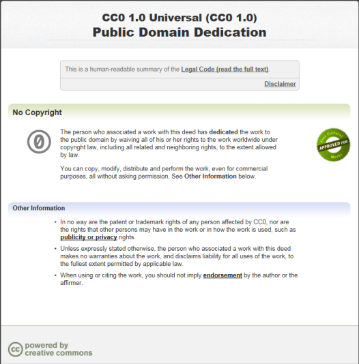 CC0 1.0 Universal (CC0 1.0)
Public Domain Dedication
This is a human-readable summary of the Legal Code (read the full text).
Disclaimer
No Copyright
The person who associated a work with this deed has dedicated the work to
the public domain by waiving all of his or her rights to the work worldwide under
copyright law, including all related and neighboring rights, to the extent allowed
by law.
You can copy, modify, distribute and perform the work, even for commercial
purposes, all without asking permission. See Other Information below.
APPROVED FOR
Other Information
• In no way are the patent or trademark rights of any person affected by CC0, nor are
the rights that other persons may have in the work or in how the work is used, such as
publicity or privacy rights.
• Unless expressly stated otherwise, the person who associated a work with this deed
makes no warranties about the work, and disclaims liability for all uses of the work, to
the fullest extent permitted by applicable law.
• When using or citing the work, you should not imply endorsement by the author or the
affirmer.
cc powered by
creative commons